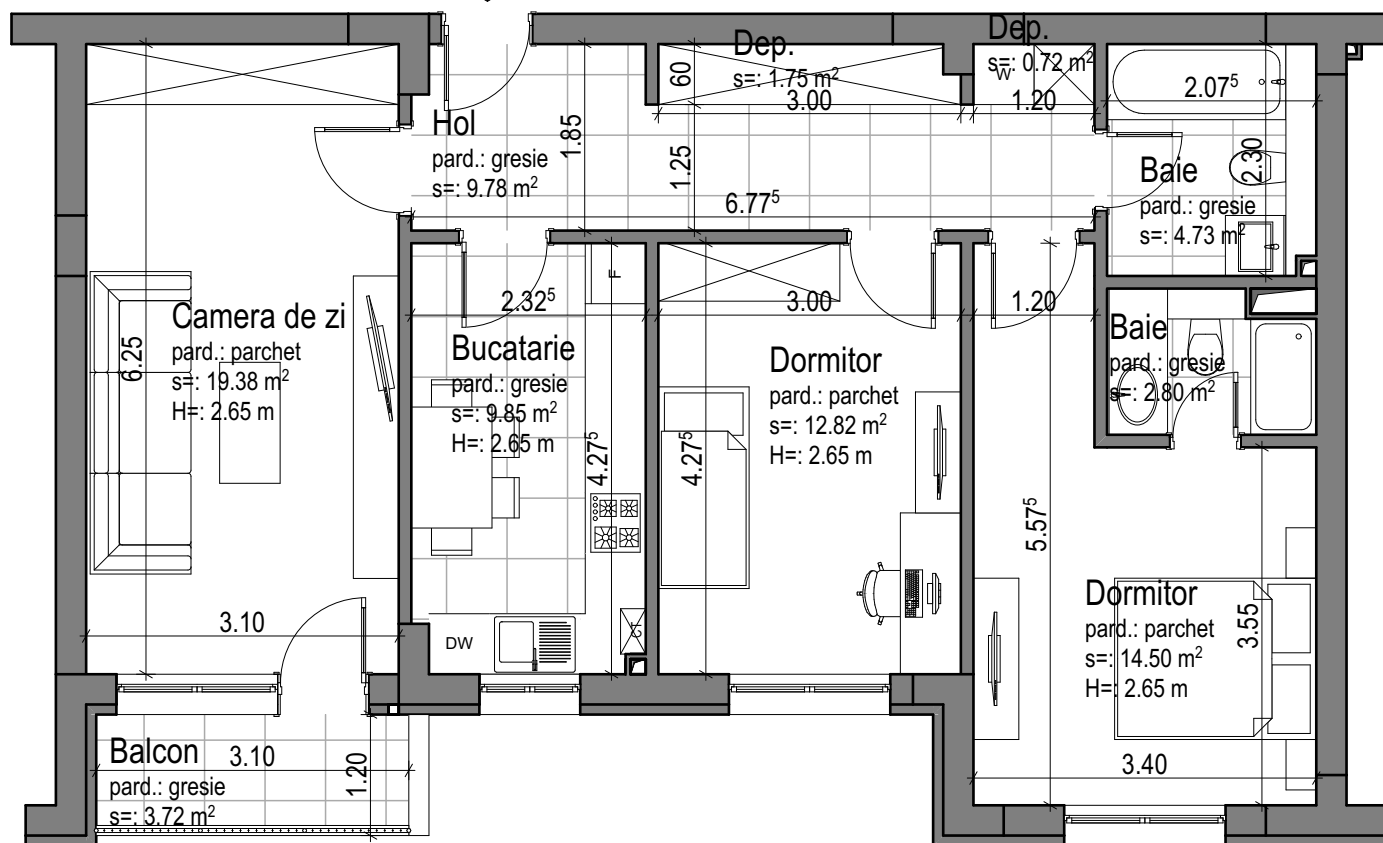 Dep.
s=: 1.75 m²
3.00
60
Dep.
s=: 0.72 m²
W
1.20
2.07⁵
Hol
pard.: gresie
s=: 9.78 m²
1.85
1.25
6.77⁵
Baie
pard.: gresie
s=: 4.73 m²
2.30
Camera de zi
pard.: parchet
s=: 19.38 m²
H=: 2.65 m
6.25
3.10
2.32⁵
F
Bucatarie
pard.: gresie
s=: 9.85 m²
H=: 2.65 m
4.27⁵
DW
3.00
Dormitor
pard.: parchet
s=: 12.82 m²
H=: 2.65 m
4.27⁵
1.20
Baie
pard.: gresie
s=: 2.80 m²
5.57⁵
Dormitor
pard.: parchet
s=: 14.50 m²
H=: 2.65 m
3.55
3.40
Balcon
pard.: gresie
s=: 3.72 m²
3.10
1.20